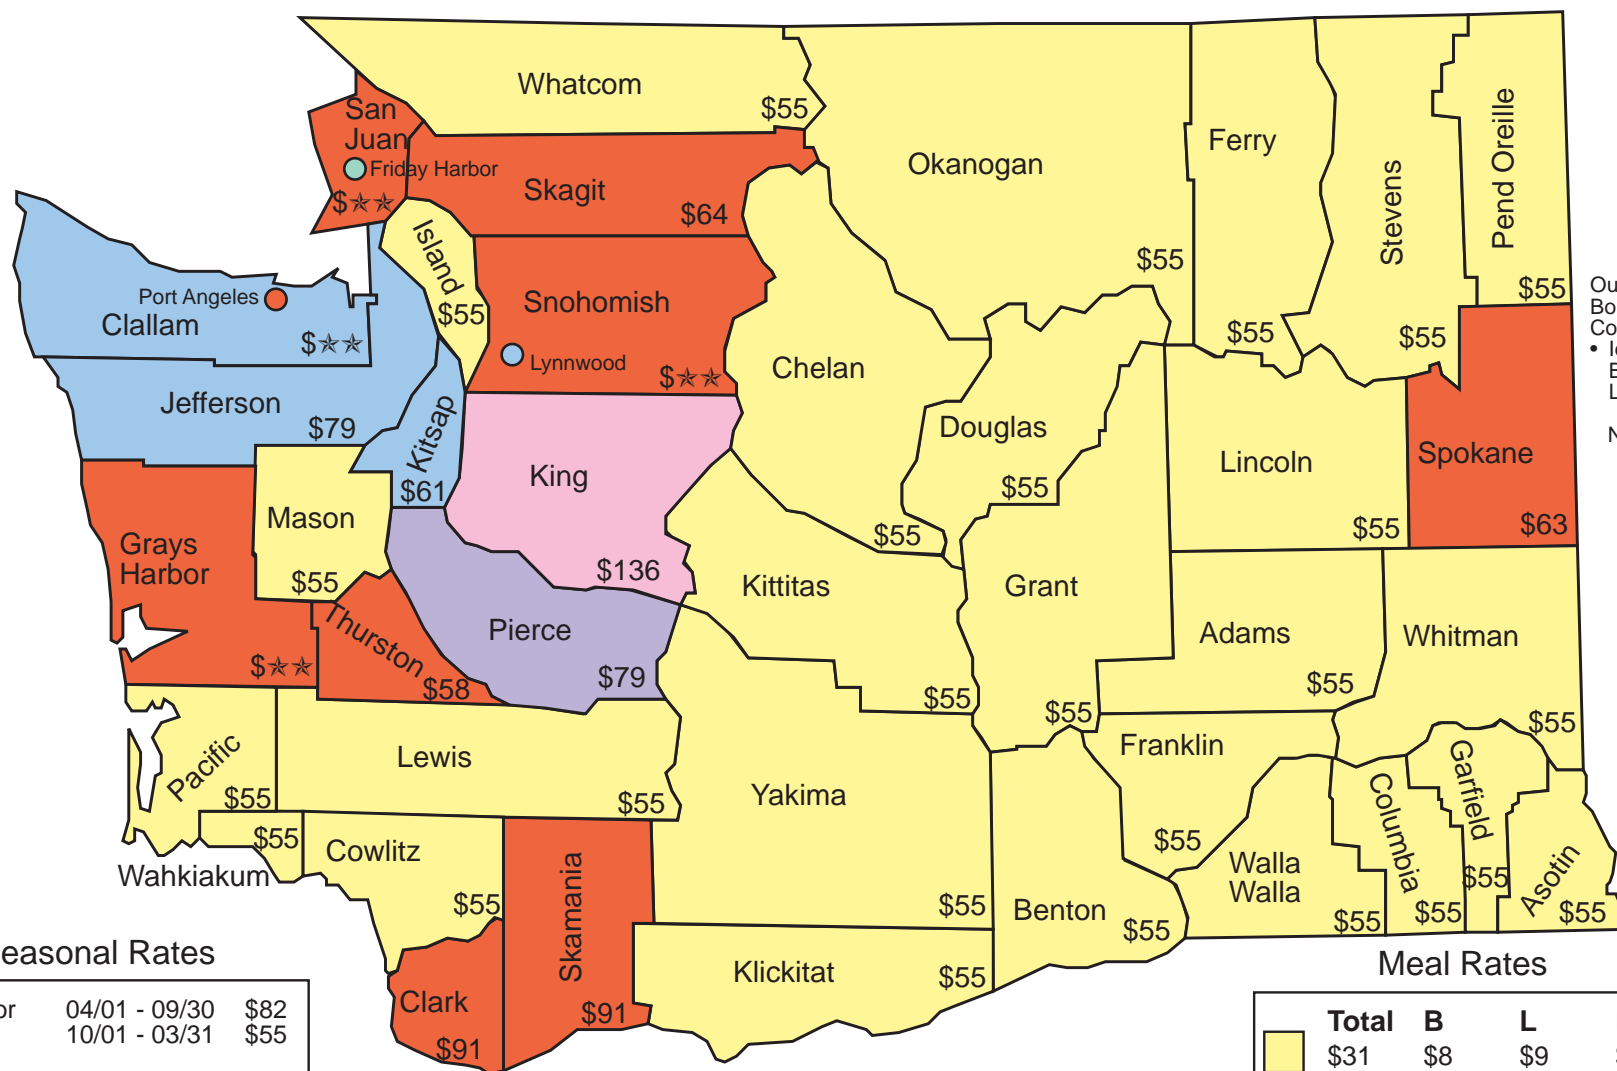 Whatcom
$55
San
Juan
Friday Harbor
$✯✯
Skagit
$64
Okanogan
$55
Ferry
$55
Stevens
$55
Pend Oreille
$55
Island
$55
Port Angeles
Clallam
$✯✯
Snohomish
Lynnwood
$✯✯
Chelan
$55
Jefferson
$79
Kitsap
$61
Douglas
$55
Lincoln
$55
Spokane
$63
King
$136
Mason
$55
Grays
Harbor
$✯✯
Thurston
$58
Pierce
$79
Kittitas
$55
Grant
$55
Adams
$55
Whitman
$55
Pacific
$55
Lewis
$55
Yakima
$55
Franklin
$55
Garfield
$55
Columbia
$55
Asotin
$55
Walla
Walla
$55
Benton
$55
$55
Wahkiakum
Cowlitz
$55
Skamania
$91
Clark
$91
Klickitat
$55
easonal Rates
or 04/01 - 09/30 $82
10/01 - 03/31 $55
Meal Rates
Total B L
$31 $8 $9
Ou
Bo
Co
•